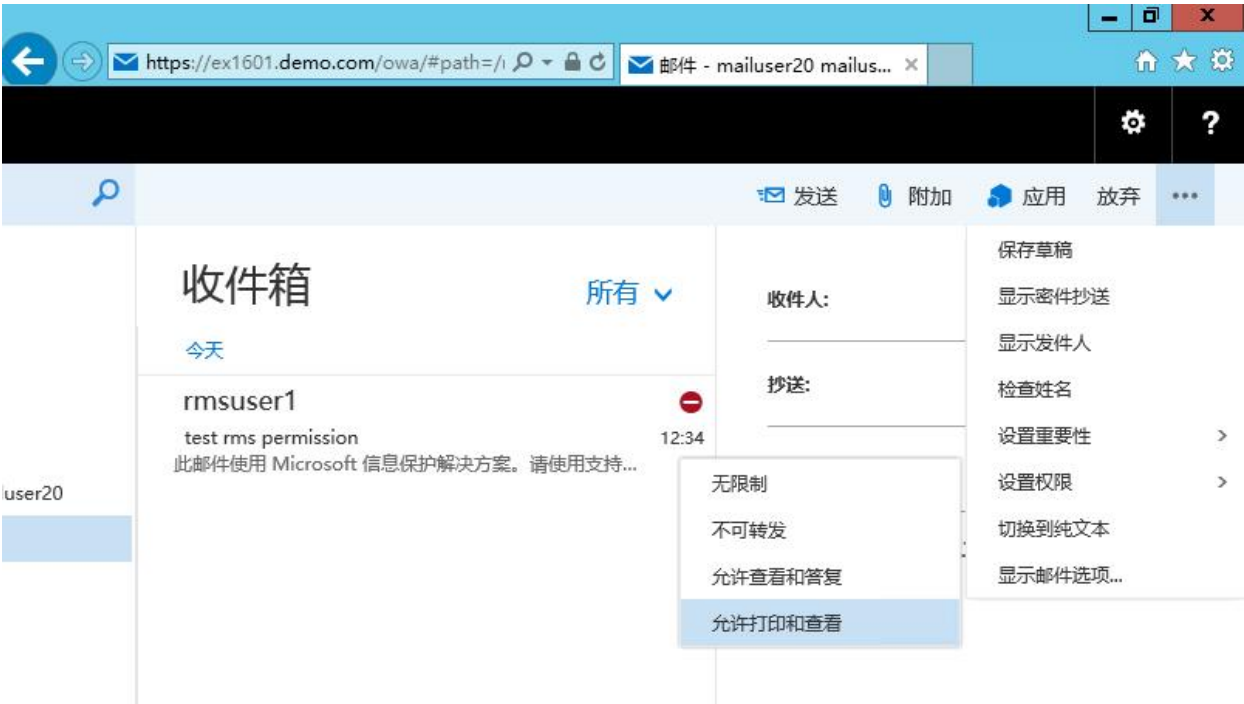 https://ex1601.demo.com/owa/#path=/
邮件 - mailuser20 mailus...
?
发送 附加 应用 放弃 ...
收件箱
所有
今天
rmsuser1
test rms permission 12:34
此邮件使用 Microsoft 信息保护解决方案。请使用支持...
user20
收件人:
抄送:
保存草稿
显示密件抄送
显示发件人
检查姓名
设置重要性
设置权限
切换到纯文本
显示邮件选项...
无限制
不可转发
允许查看和答复
允许打印和查看